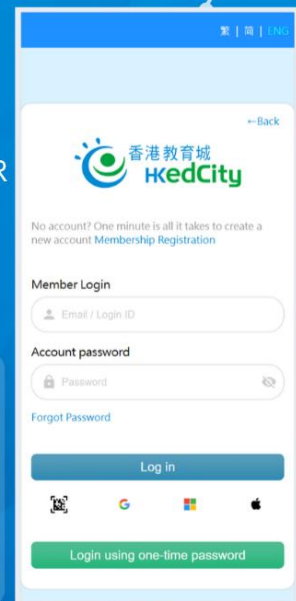 繁 | 简 | ENG
←Back
香港教育城
HKedCity
R
No account? One minute is all it takes to create a
new account Membership Registration
Member Login
Email / Login ID
Account password
Password
Forgot Password
Log in
Login using one-time password